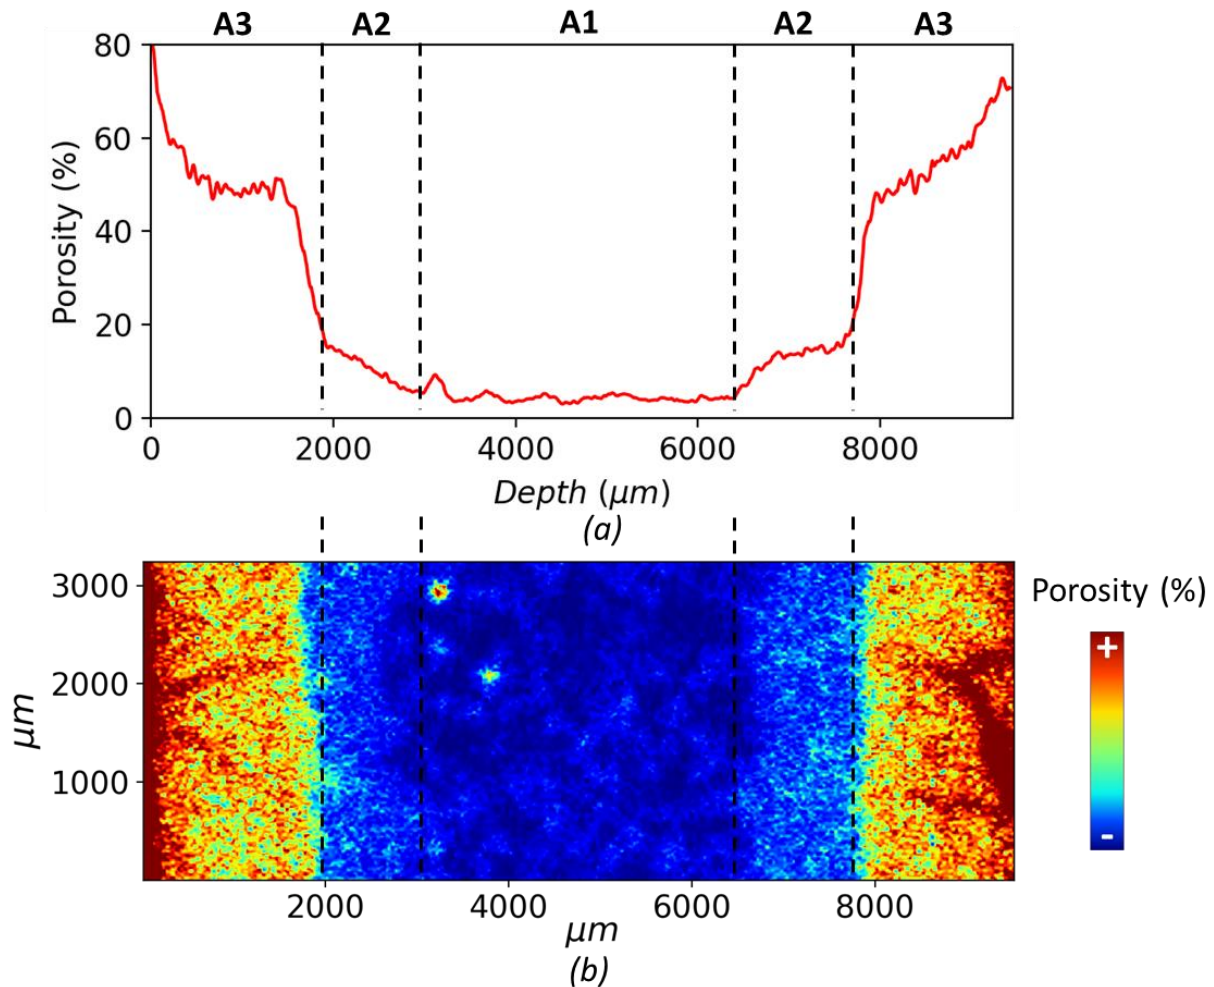 A3 A2 A1 A2 A3
80
60
40
20
0
Porosity (%)
0 2000 4000 6000 8000
Depth (μm)
(a)
3000
2000
1000
μm
2000 4000 6000 8000
μm
(b)
Porosity (%)
+
-